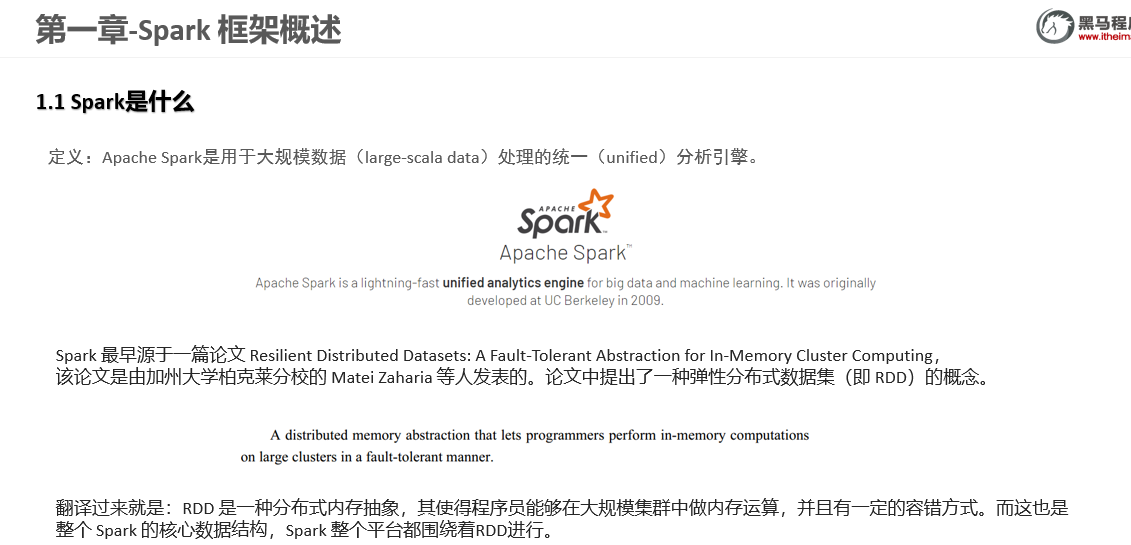 第一章-Spark 框架概述
黑马程
www.itheim
1.1 Spark是什么
定义：Apache Spark是用于大规模数据（large-scala data）处理的统一（unified）分析引擎。
APACHE
Spark™
Apache Spark™
Apache Spark is a lightning-fast unified analytics engine for big data and machine learning. It was originally
developed at UC Berkeley in 2009.
Spark 最早源于一篇论文 Resilient Distributed Datasets: A Fault-Tolerant Abstraction for In-Memory Cluster Computing，
该论文是由加州大学柏克莱分校的 Matei Zaharia 等人发表的。论文中提出了一种弹性分布式数据集（即 RDD）的概念。
A distributed memory abstraction that lets programmers perform in-memory computations
on large clusters in a fault-tolerant manner.
翻译过来就是：RDD 是一种分布式内存抽象，其使得程序员能够在大规模集群中做内存运算，并且有一定的容错方式。而这也是
整个 Spark 的核心数据结构，Spark 整个平台都围绕着RDD进行。